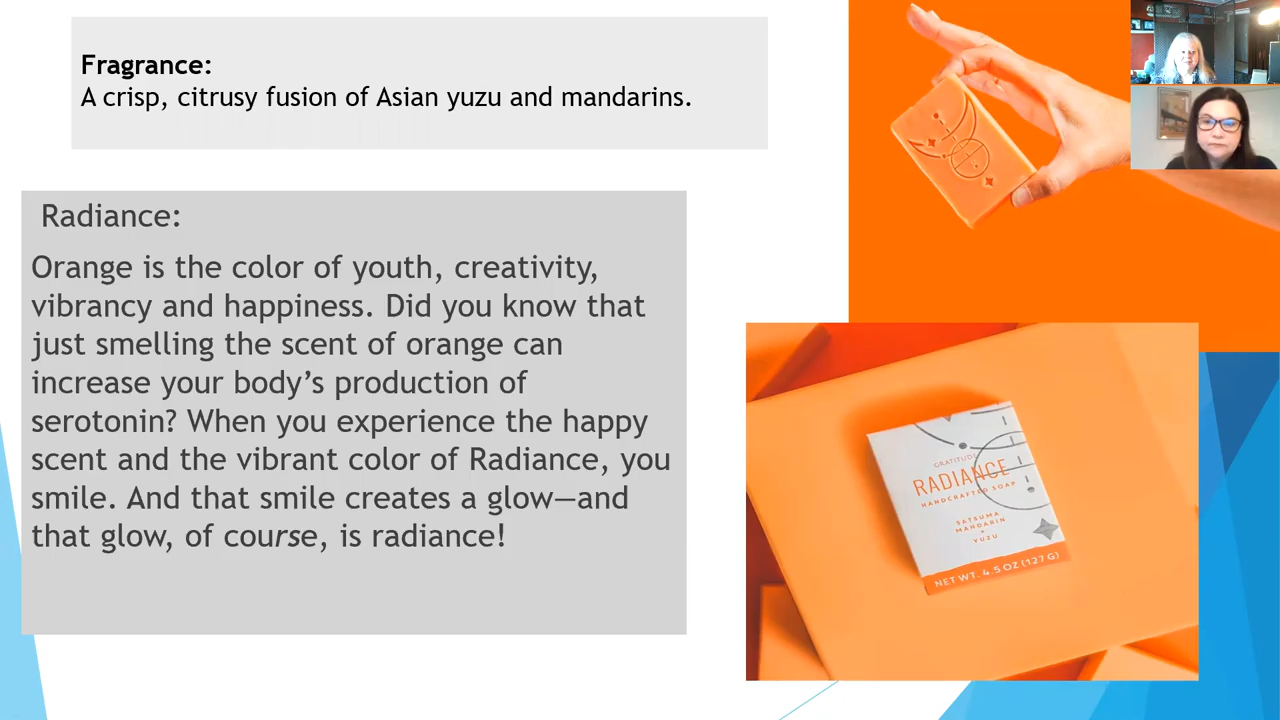 Fragrance:
A crisp, citrusy fusion of Asian yuzu and mandarins.
Radiance:
Orange is the color of youth, creativity,
vibrancy and happiness. Did you know that
just smelling the scent of orange can
increase your body’s production of
serotonin? When you experience the happy
scent and the vibrant color of Radiance, you
smile. And that smile creates a glow—and
that glow, of course, is radiance!
GRATITUDE
RADIANCE
HANDCRAFTED SOAP
SATSUMA
MANDARIN
+
YUZU
NET WT. 4.5 OZ (127 G)